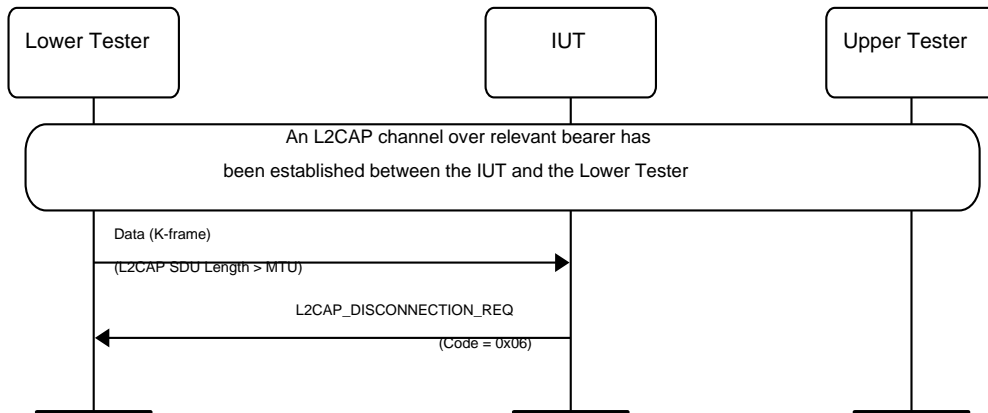 Lower Tester
IUT
Upper Tester
An L2CAP channel over relevant bearer has
been established between the IUT and the Lower Tester
Data (K-frame)
(L2CAP SDU Length > MTU)
L2CAP_DISCONNECTION_REQ
(Code = 0x06)